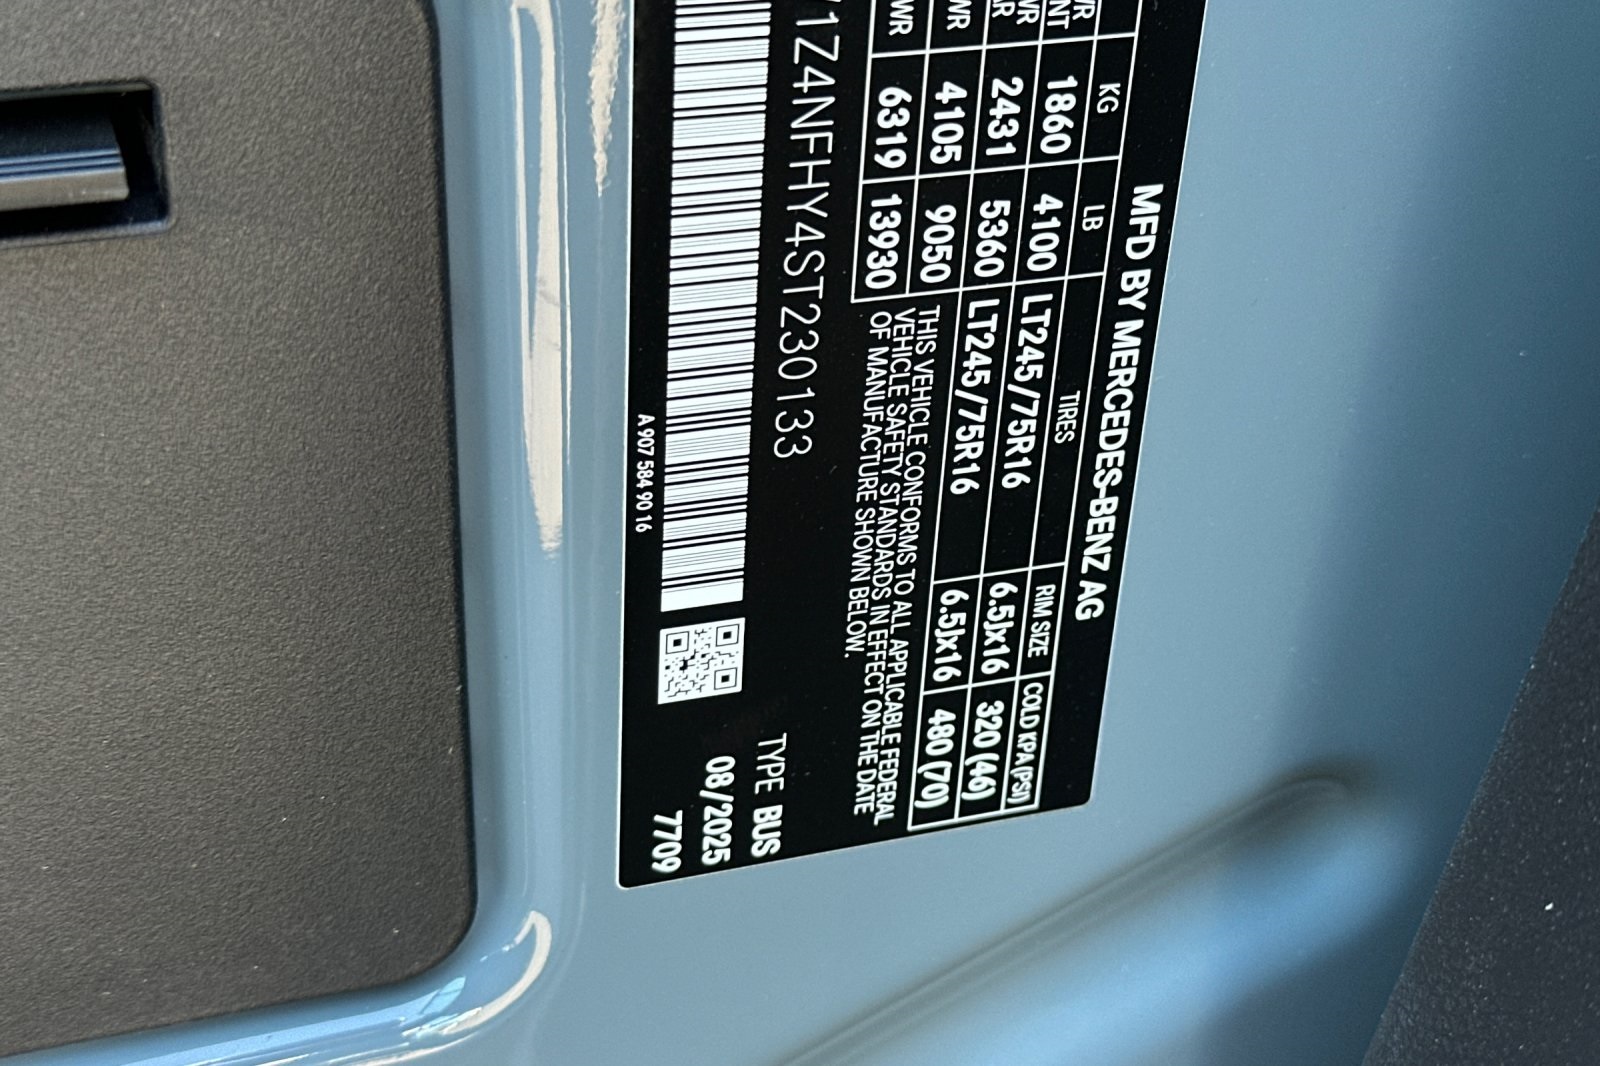 MFD BY MERCEDES-BENZ AG
KG LB TIRES RIM SIZE COLD KPA (PSI)
1860 4100 LT245/75R16 6.5Jx16 320 (46)
2431 5360 LT245/75R16 6.5Jx16 480 (70)
WR 4105 9050
WR 6319 13930
THIS VEHICLE CONFORMS TO ALL APPLICABLE FEDERAL
VEHICLE SAFETY STANDARDS IN EFFECT ON THE DATE
OF MANUFACTURE SHOWN BELOW.
1Z4NFHY4ST230133
TYPE BUS
08/2025
7709
A 907 584 90 16